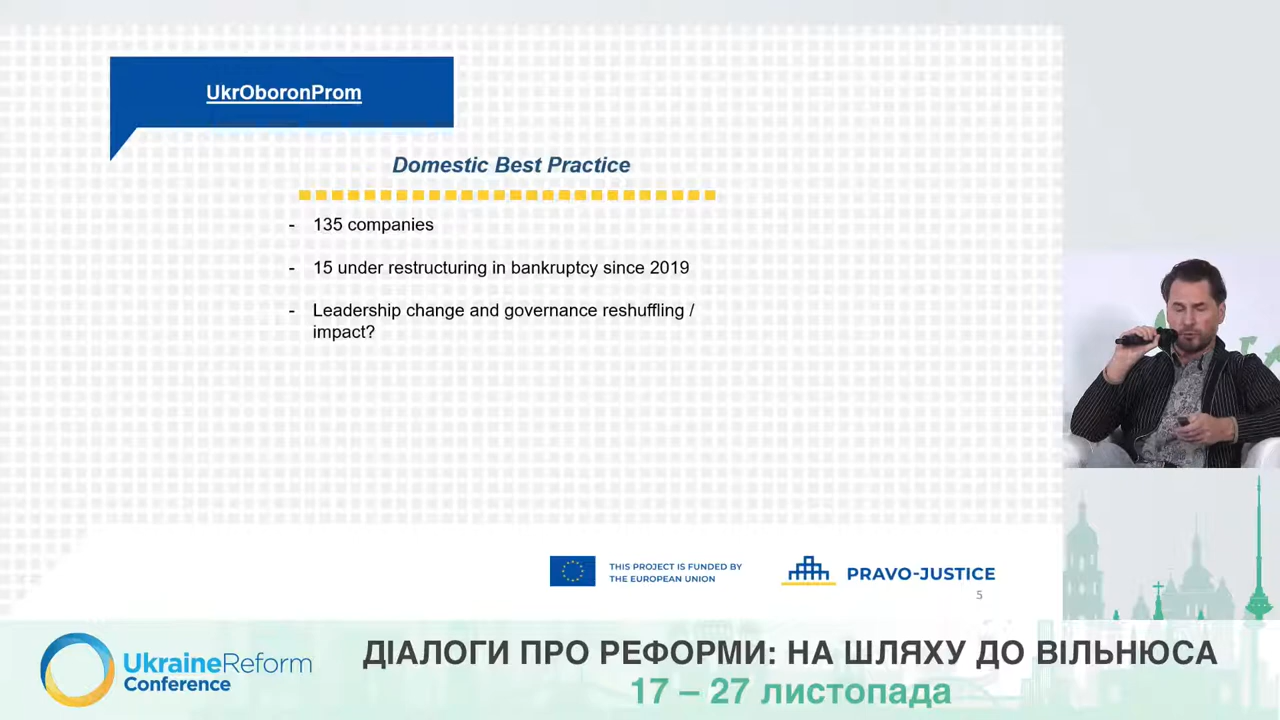 UkrOboronProm
Domestic Best Practice
- 135 companies
- 15 under restructuring in bankruptcy since 2019
- Leadership change and governance reshuffling /
impact?
THIS PROJECT IS FUNDED BY
THE EUROPEAN UNION
PRAVO-JUSTICE
5
UkraineReform
Conference
ДІАЛОГИ ПРО РЕФОРМИ: НА ШЛЯХУ ДО ВІЛЬНЮСА
17 – 27 листопада